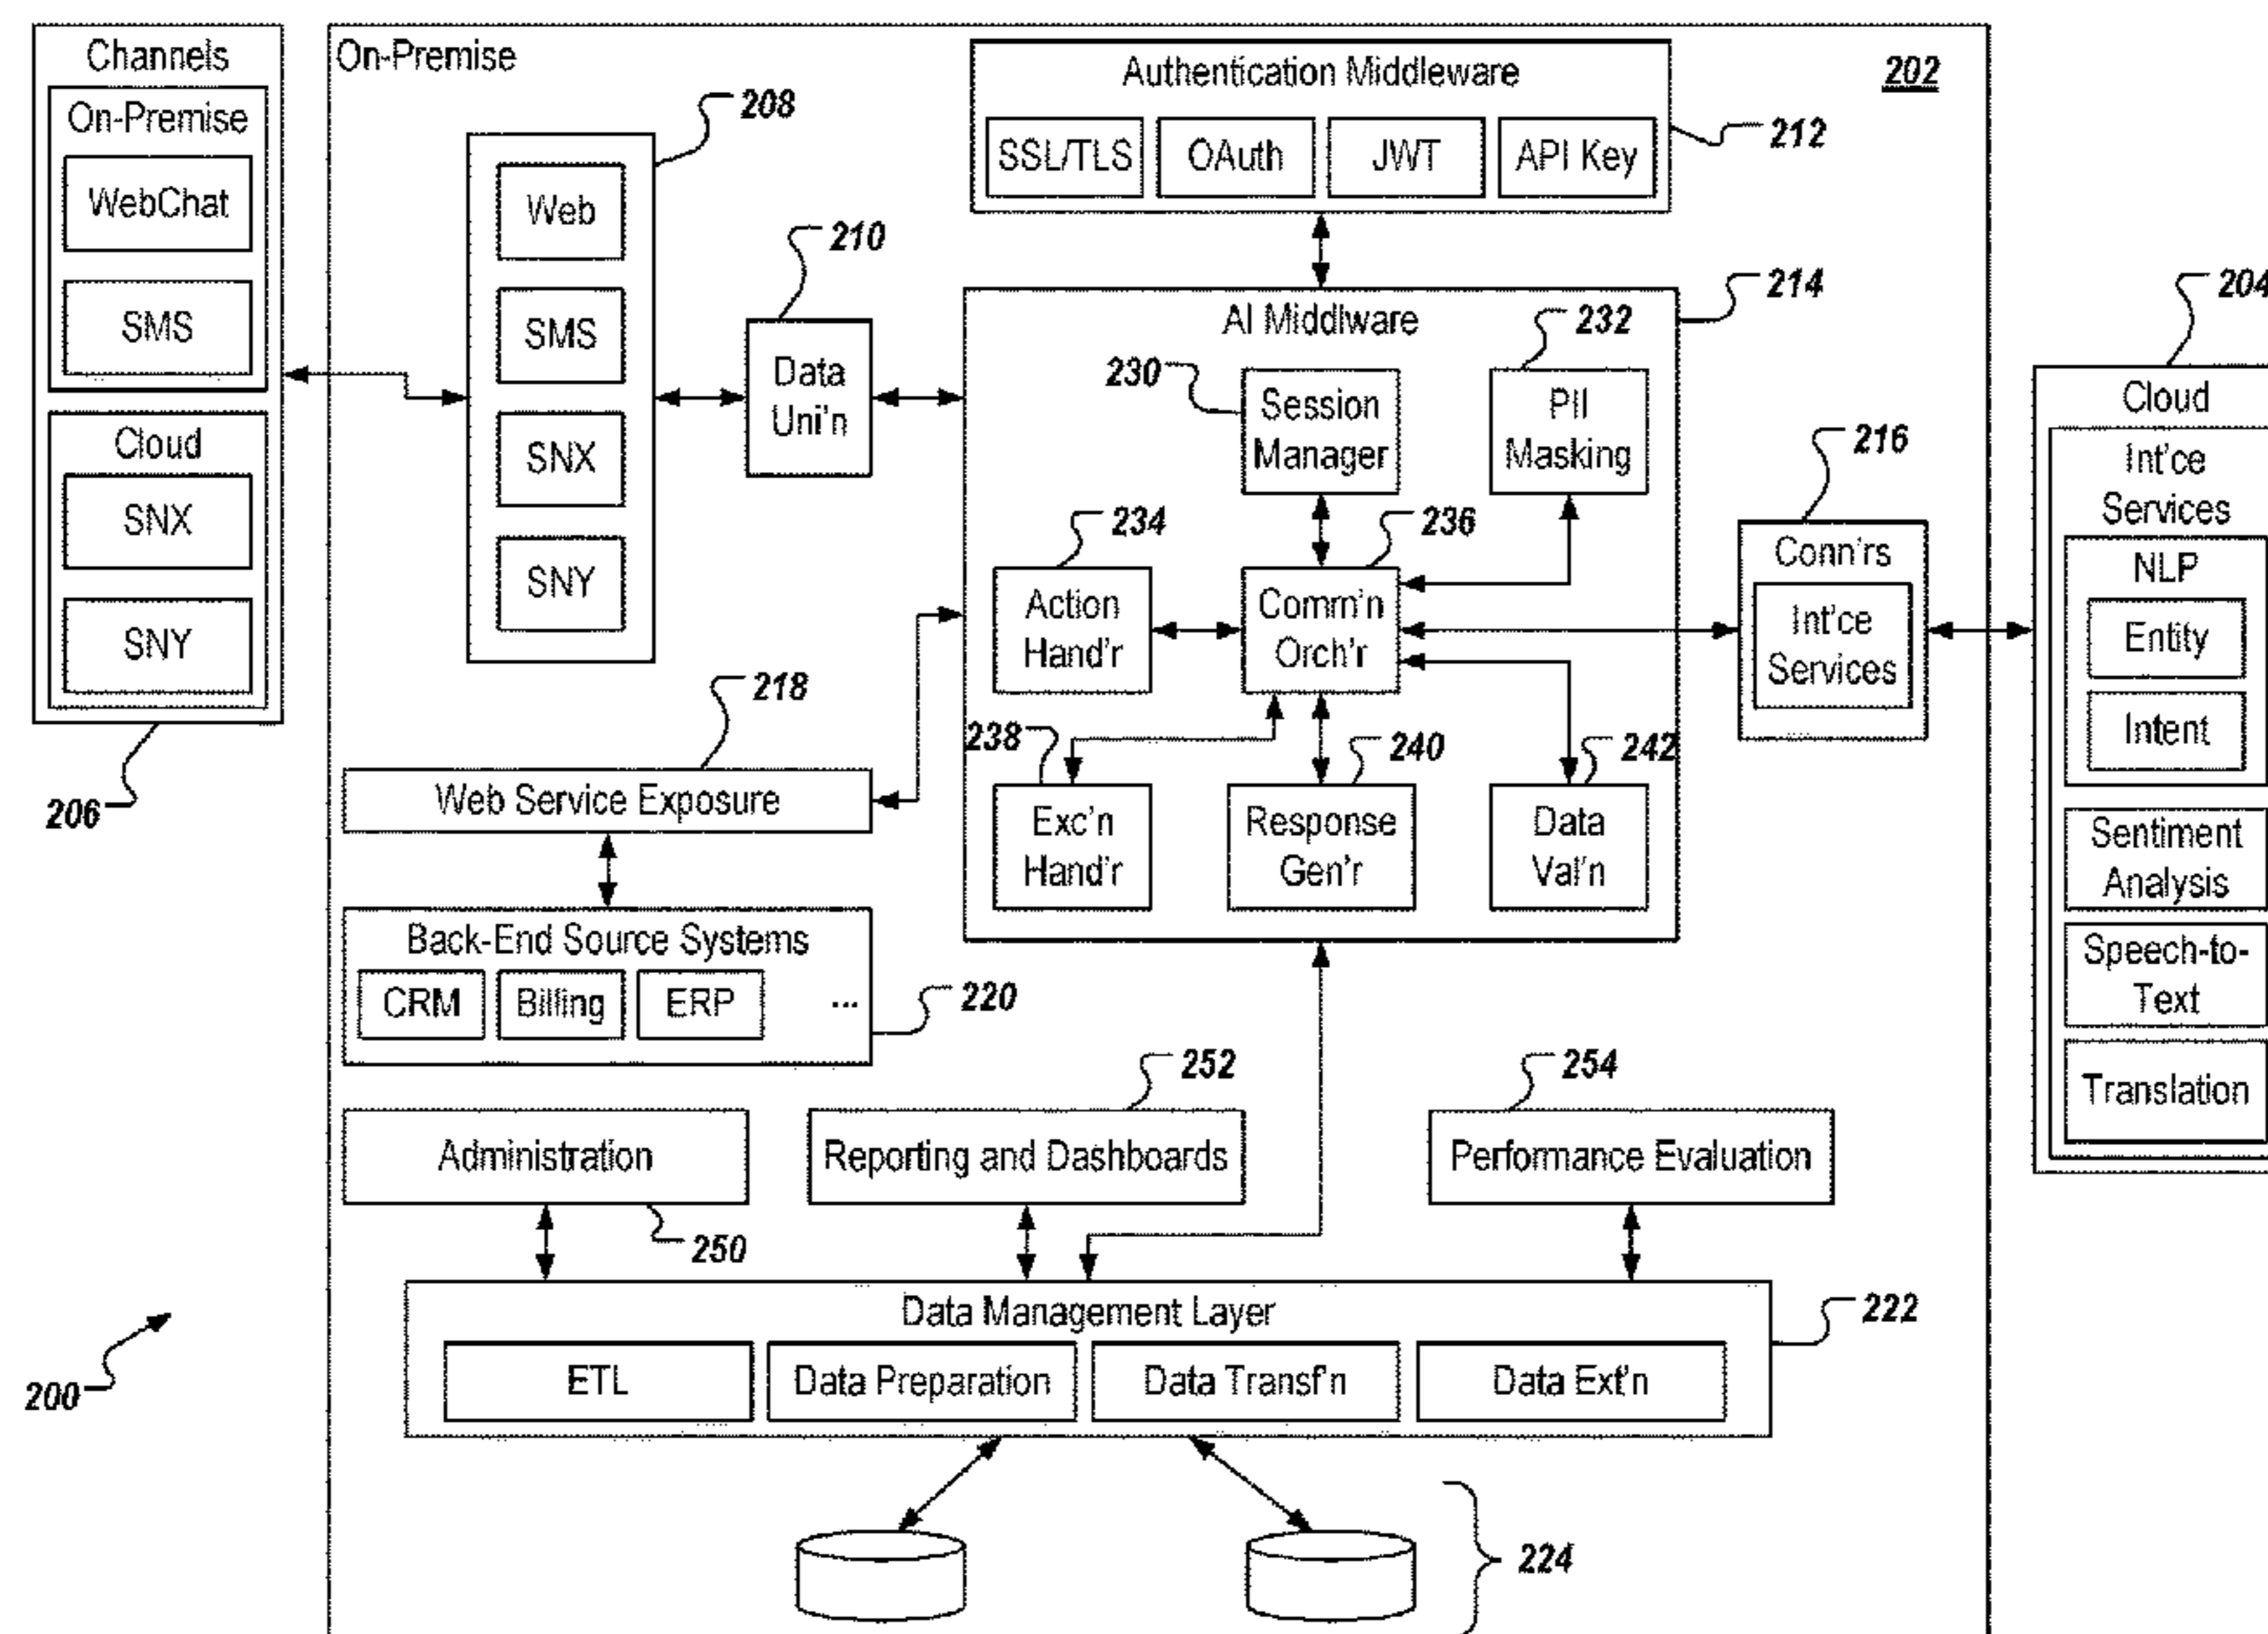 Channels
On-Premise
WebChat
SMS
Cloud
SNX
SNY
206
On-Premise
202
208
Web
SMS
SNX
SNY
210
Data
Uni'n
Authentication Middleware
SSL/TLS
OAuth
JWT
API Key
212
214
AI Middlware
230
Session
Manager
232
PII
Masking
234
Action
Hand'r
236
Comm'n
Orch'r
238
Exc'n
Hand'r
240
Response
Gen'r
242
Data
Val'n
216
Conn'rs
Int'ce
Services
204
Cloud
Int'ce
Services
NLP
Entity
Intent
Sentiment
Analysis
Speech-to-
Text
Translation
218
Web Service Exposure
Back-End Source Systems
CRM
Billing
ERP
...
220
Administration
250
252
Reporting and Dashboards
254
Performance Evaluation
Data Management Layer
222
ETL
Data Preparation
Data Transf'n
Data Ext'n
200
224